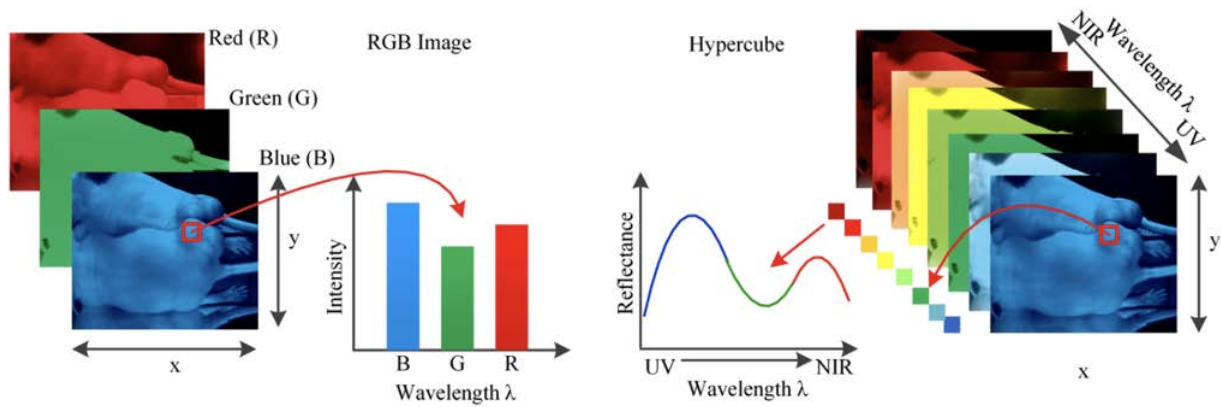 Red (R)
RGB Image
Green (G)
Blue (B)
y
x
Intensity
B G R
Wavelength λ
Hypercube
Reflectance
UV NIR
Wavelength λ
NIR
Wavelength λ
UV
y
x